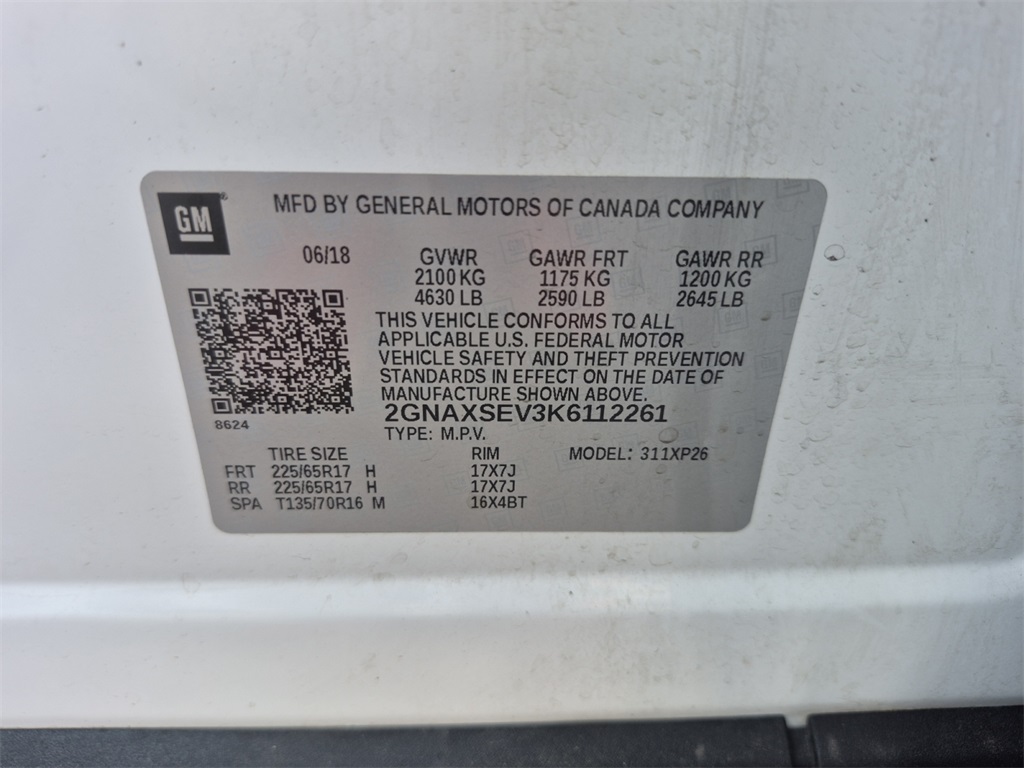 GM®
MFD BY GENERAL MOTORS OF CANADA COMPANY
06/18 GVWR GAWR FRT GAWR RR
2100 KG 1175 KG 1200 KG
4630 LB 2590 LB 2645 LB
THIS VEHICLE CONFORMS TO ALL
APPLICABLE U.S. FEDERAL MOTOR
VEHICLE SAFETY AND THEFT PREVENTION
STANDARDS IN EFFECT ON THE DATE OF
MANUFACTURE SHOWN ABOVE.
8624
2GNAXSEV3K6112261
TYPE: M.P.V.
TIRE SIZE RIM MODEL: 311XP26
FRT 225/65R17 H 17X7J
RR 225/65R17 H 17X7J
SPA T135/70R16 M 16X4BT